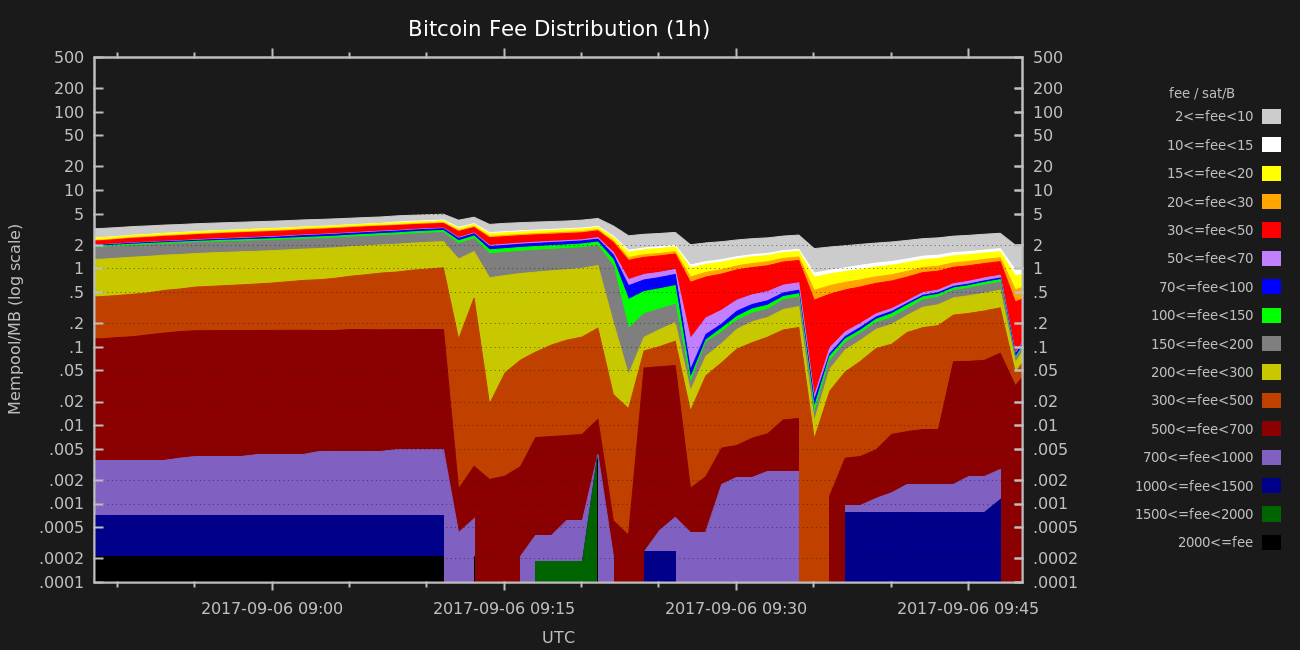 Bitcoin Fee Distribution (1h)
500 500
200 200
100 100
50 50
20 20
10 10
5 5
2 2
1 1
.5 .5
.2 .2
.1 .1
.05 .05
.02 .02
.01 .01
.005 .005
.002 .002
.001 .001
.0005 .0005
.0002 .0002
.0001 .0001
Mempool/MB (log scale)
2017-09-06 09:00 2017-09-06 09:15 2017-09-06 09:30 2017-09-06 09:45
UTC
fee / sat/B
2<=fee<10
10<=fee<15
15<=fee<20
20<=fee<30
30<=fee<50
50<=fee<70
70<=fee<100
100<=fee<150
150<=fee<200
200<=fee<300
300<=fee<500
500<=fee<700
700<=fee<1000
1000<=fee<1500
1500<=fee<2000
2000<=fee